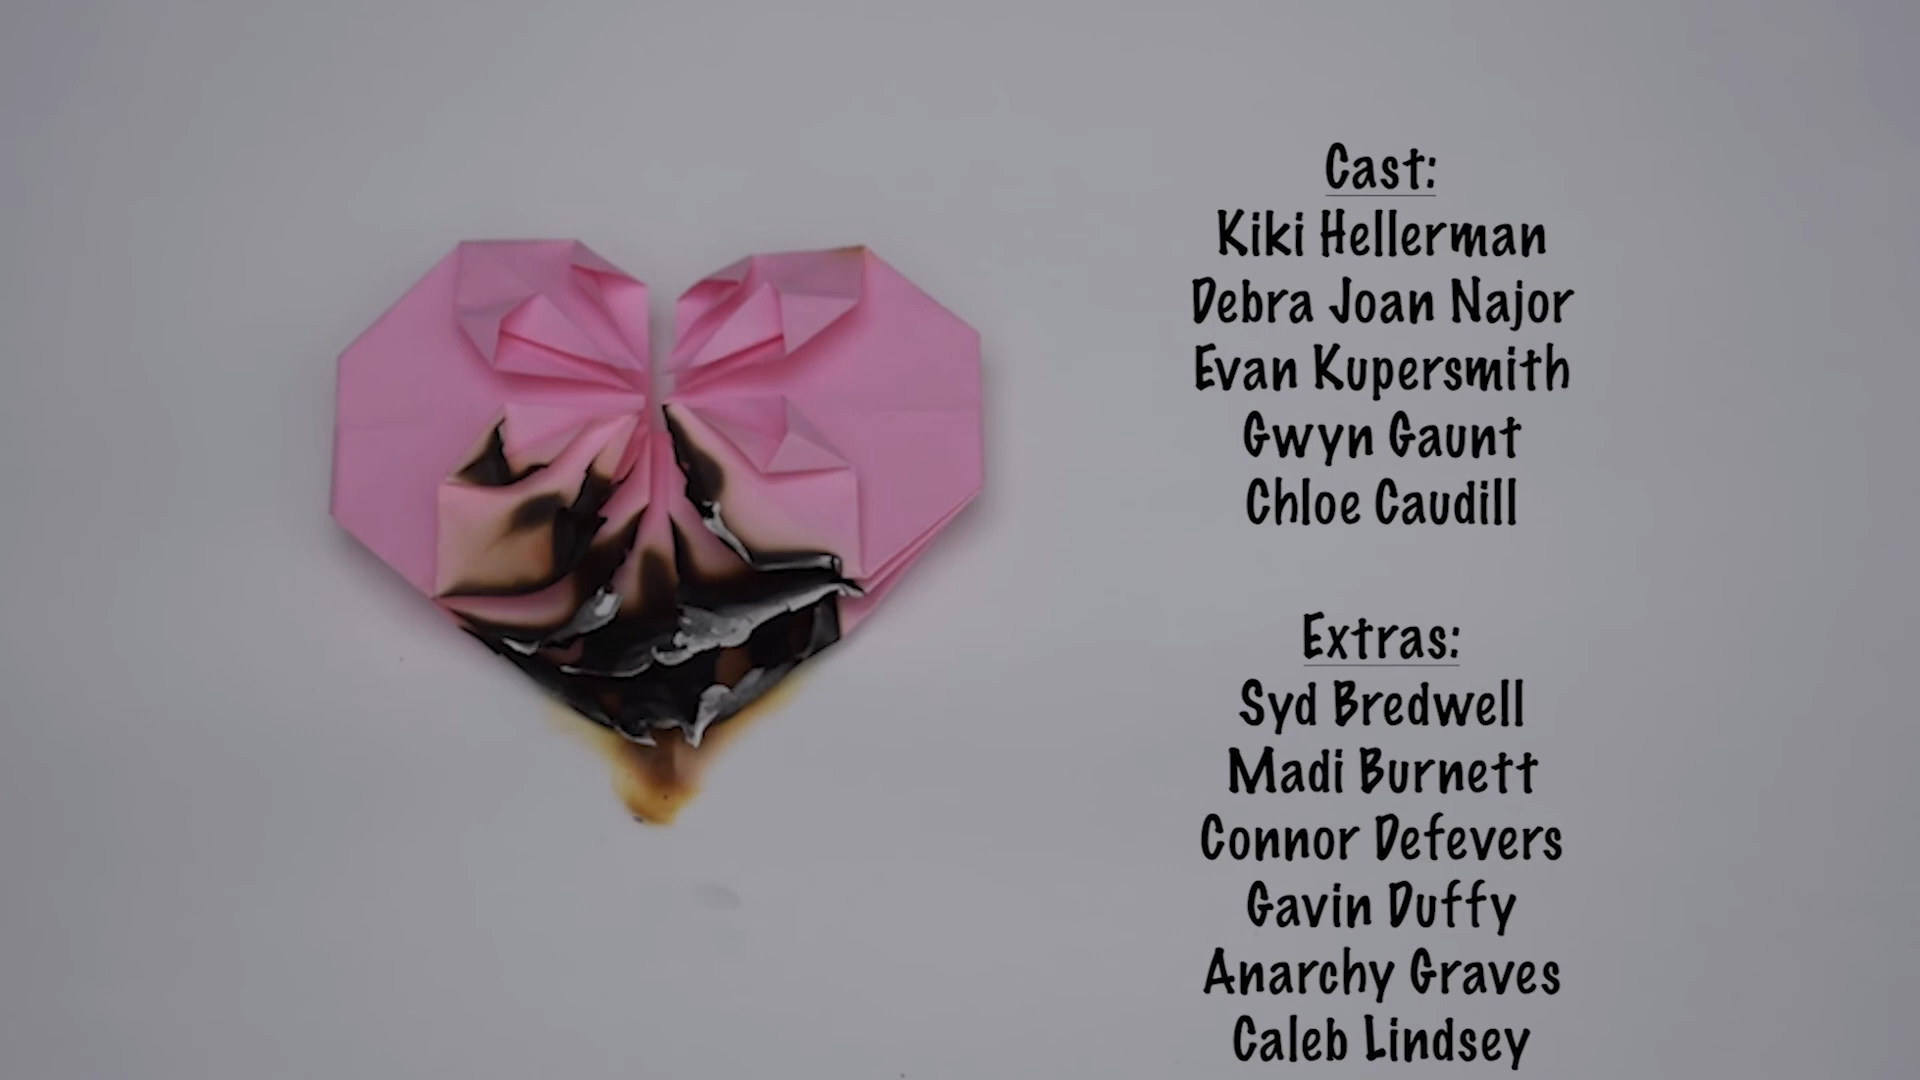 Cast:
Kiki Hellerman
Debra Joan Najor
Evan Kupersmith
Gwyn Gaunt
Chloe Caudill
Extras:
Syd Bredwell
Madi Burnett
Connor Defevers
Gavin Duffy
Anarchy Graves
Caleb Lindsey